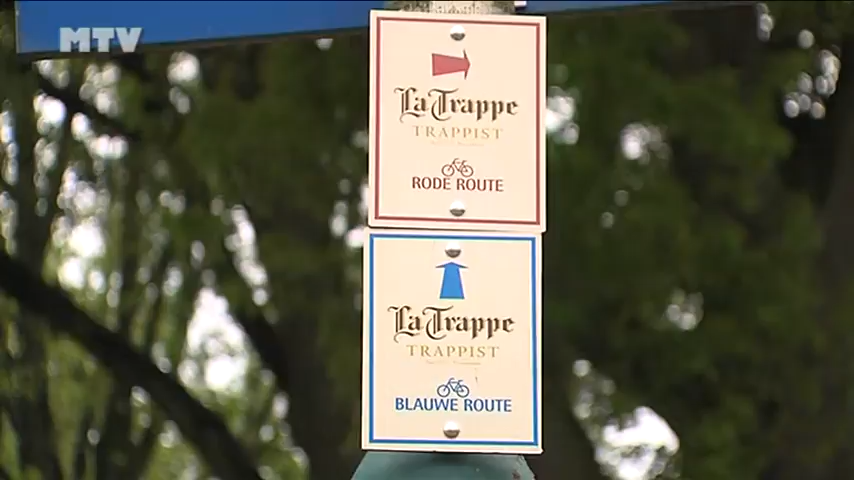 MTV
La Trappe
TRAPPIST
RODE ROUTE
La Trappe
TRAPPIST
BLAUWE ROUTE